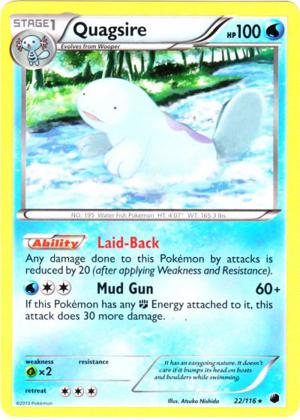 STAGE1 Quagsire HP100
Evolves from Wooper
NO. 195 Water Fish Pokémon HT. 4'07" WT. 165.3 lbs.
Ability Laid-Back
Any damage done to this Pokémon by attacks is
reduced by 20 (after applying Weakness and Resistance).
Mud Gun 60+
If this Pokémon has any Energy attached to it, this
attack does 30 more damage.
weakness resistance
×2
retreat
It has an easygoing nature. It doesn't
care if it bumps its head on boats
and boulders while swimming.
©2013 Pokémon
Illus. Atsuko Nishida
22/116